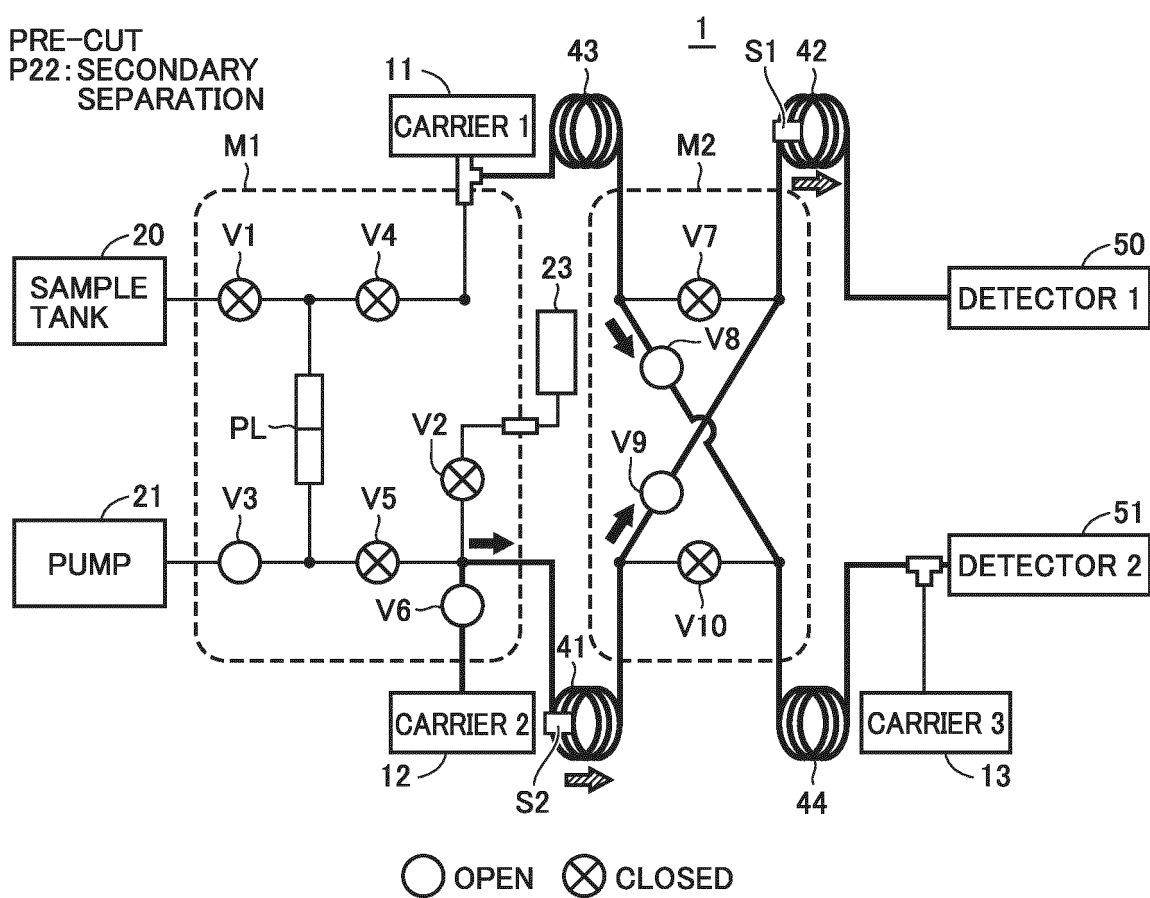 PRE-CUT
P22: SECONDARY
SEPARATION
1
11
CARRIER 1
43
S1
42
M1
M2
20
V1
V4
23
V7
50
SAMPLE
TANK
DETECTOR 1
V8
PL
V2
V9
21
V3
V5
51
PUMP
DETECTOR 2
V6
V10
41
CARRIER 2
CARRIER 3
12
S2
44
13
OPEN
CLOSED